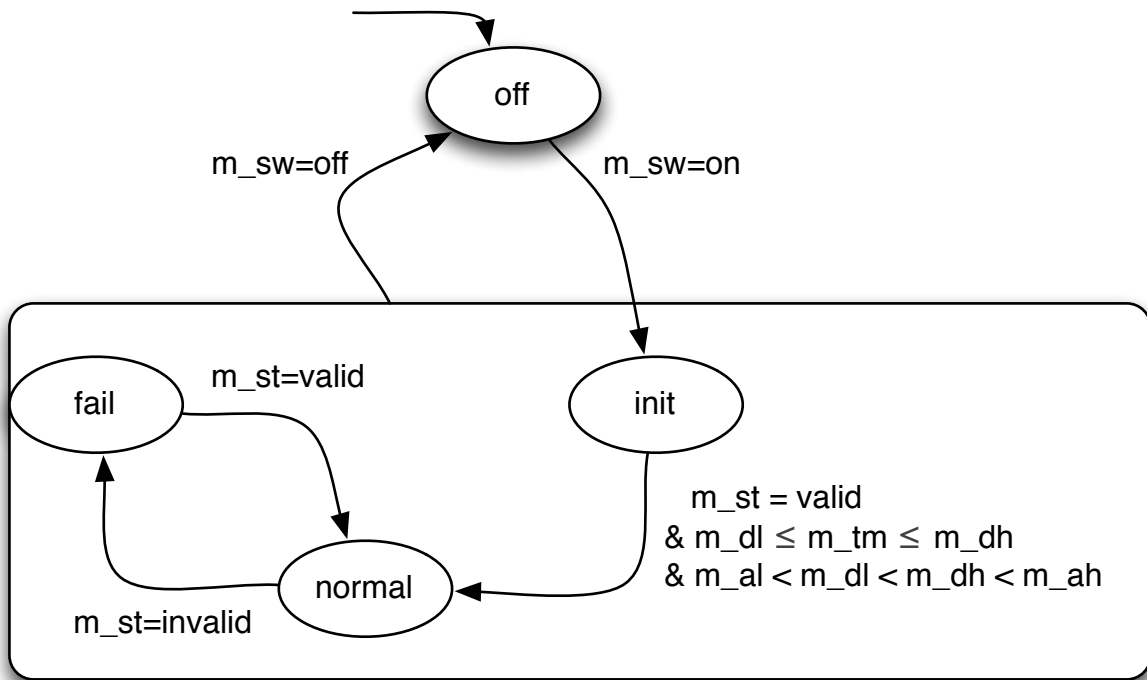 off
m_sw=off
m_sw=on
m_st=valid
fail
init
m_st = valid
& m_dl ≤ m_tm ≤ m_dh
& m_al < m_dl < m_dh < m_ah
normal
m_st=invalid